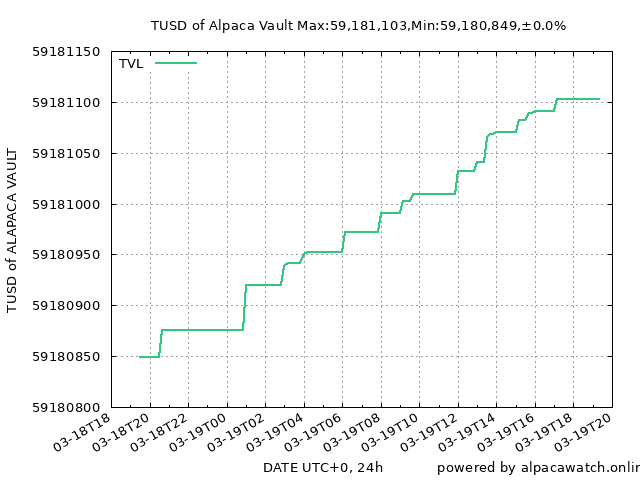 TUSD of Alpaca Vault Max:59,181,103,Min:59,180,849,±0.0%
TVL
TUSD of ALAPACA VAULT
59181150
59181100
59181050
59181000
59180950
59180900
59180850
59180800
03-18T18
03-18T20
03-18T22
03-19T00
03-19T02
03-19T04
03-19T06
03-19T08
03-19T10
03-19T12
03-19T14
03-19T16
03-19T18
03-19T20
DATE UTC+0, 24h
powered by alpacawatch.onlin